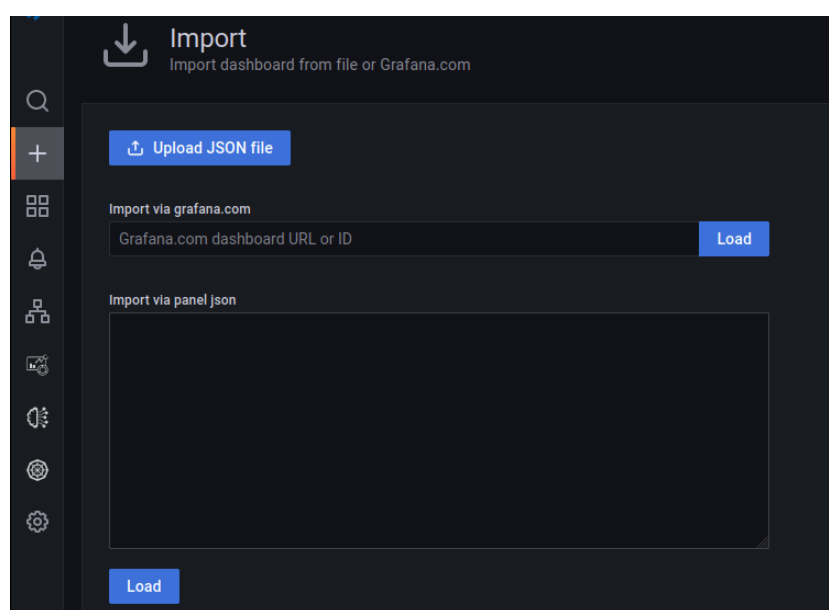 Import
Import dashboard from file or Grafana.com
Upload JSON file
Import via grafana.com
Grafana.com dashboard URL or ID
Load
Import via panel json
Load